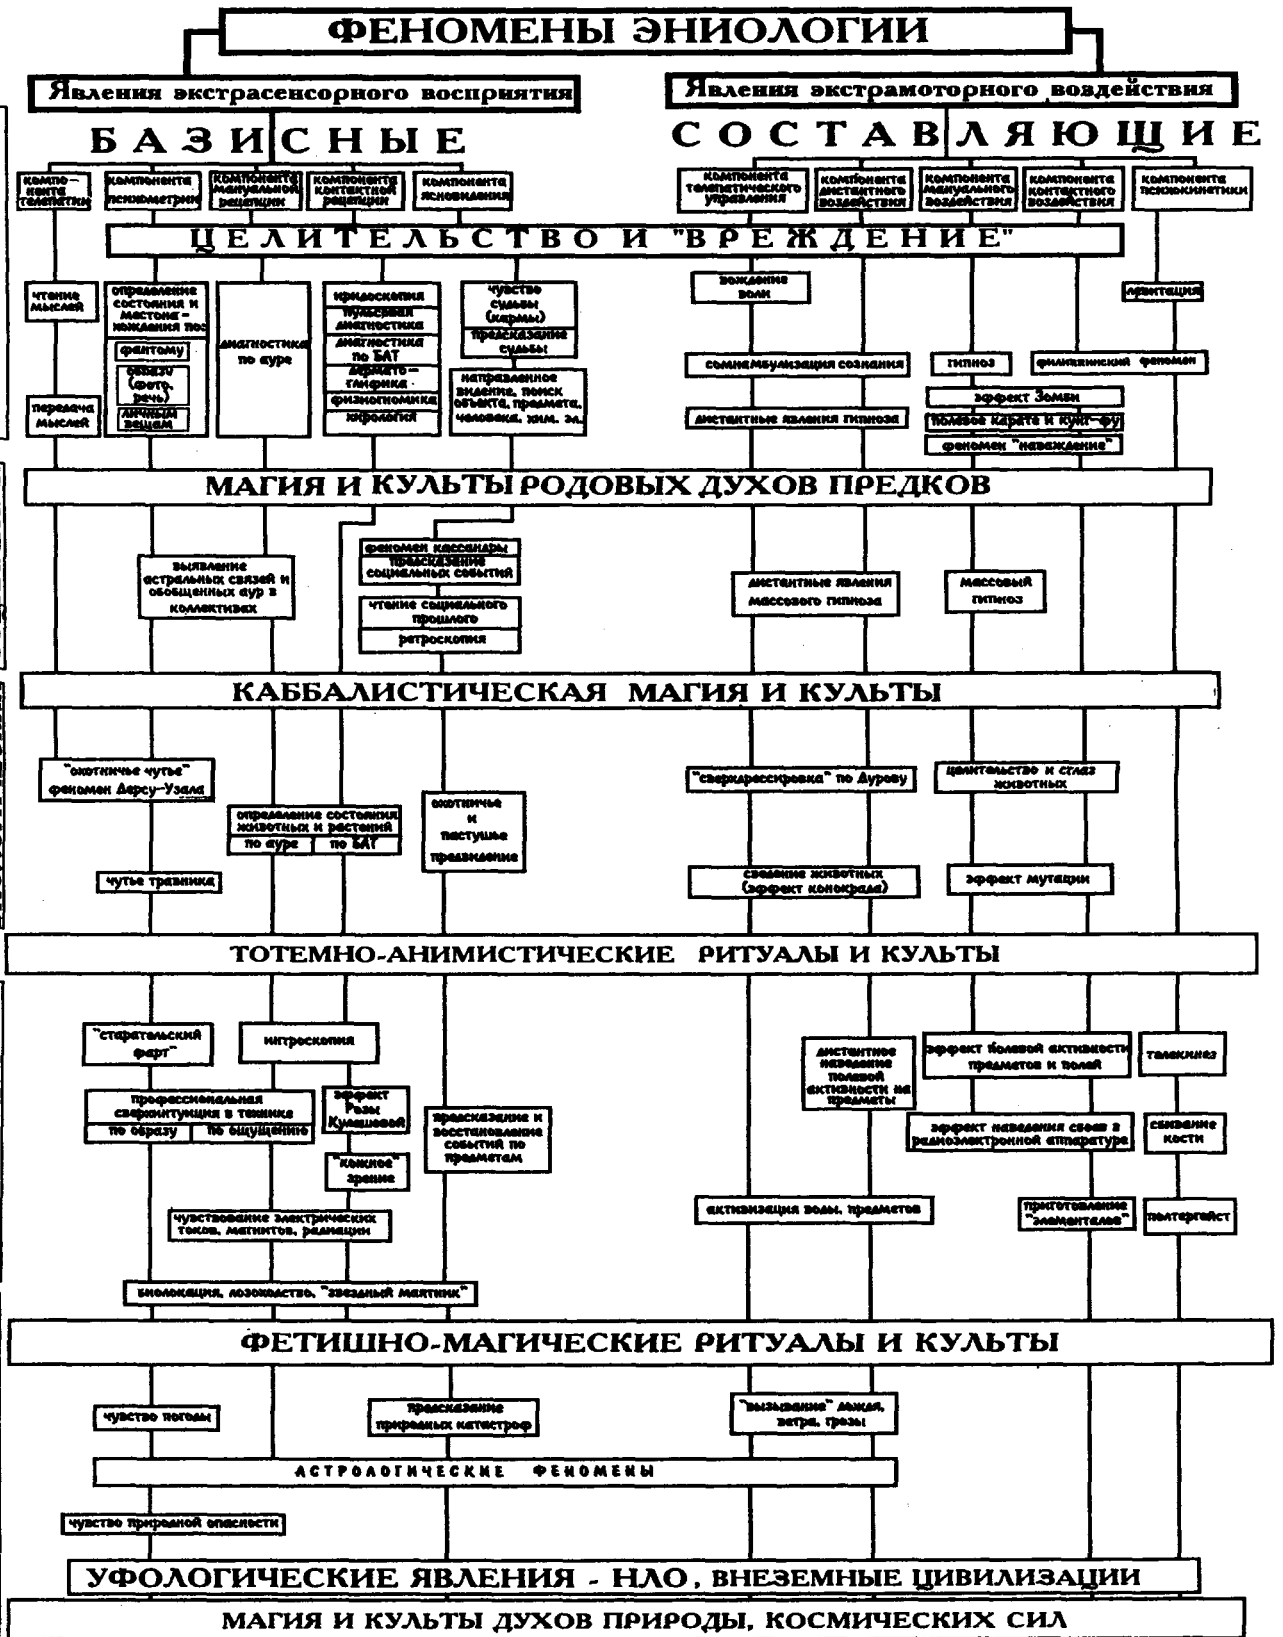 ФЕНОМЕНЫ ЭНИОЛОГИИ
Явления экстрасенсорного восприятия
Явления экстрамоторного воздействия
БАЗИСНЫЕ СОСТАВЛЯЮЩИЕ
компо-
нента
телепатии
компонента
психометрии
компонента
мануальной
рецепции
компонента
контактной
рецепции
компонента
ясновидения
компонента
телепатического
управления
компонента
дистантного
воздействия
компонента
мануального
воздействия
компонента
контактного
воздействия
компонента
психокинетики
ЦЕЛИТЕЛЬСТВО И "ВРЕЖДЕНИЕ"
чтение
мыслей
передача
мыслей
определение
состояния и
местона-
хождения по:
фантому
образу
(фото,
речь)
личным
вещам
диагностика
по ауре
иридоскопия
пульсовая
диагностика
диагностика
по БАТ
дермато-
глифика
физиогномика
хирология
чувство
судьбы
(кармы)
предсказание
судьбы
направленное
видение, поиск
объекта, предмета,
человека, хим. эл.
вождение
воли
левитация
сомнамбулизация сознания
гипноз
филиппинский феномен
эффект Зомби
дистантные явления гипноза
полевое карате и кунг-фу
феномен "наваждение"
МАГИЯ И КУЛЬТЫ РОДОВЫХ ДУХОВ ПРЕДКОВ
выявление
астральных связей и
обобщенных аур в
коллективах
феномен кассандры
предсказание
социальных событий
чтение социального
прошлого
ретроскопия
дистантные явления
массового гипноза
массовый
гипноз
КАББАЛИСТИЧЕСКАЯ МАГИЯ И КУЛЬТЫ
"охотничье чутье"
феномен Дерсу-Узала
определение состояния
животных и растений
по ауре
по БАТ
чутье травника
охотничье
и
пастушье
предвидение
"сверхдрессировка" по Дурову
целительство и сглаз
животных
сведение животных
(эффект конокрада)
эффект мутации
ТОТЕМНО-АНИМИСТИЧЕСКИЕ РИТУАЛЫ И КУЛЬТЫ
"старательский
фарт"
интроскопия
профессиональная
сверхинтуиция в технике
по образу
по ощущению
эффект
Розы
Кулешовой
"кожное"
зрение
предсказание и
восстановление
событий по
предметам
чувствование электрических
токов, магнитов, радиации
биолокация, лозоходство, "звездный маятник"
дистантное
наведение
полевой
активности на
предметы
эффект полевой активности
предметов и полей
телекинез
эффект наведения сбоев в
радиоэлектронной аппаратуре
сбивание
кости
активизация воды, предметов
приготовление
"элементалов"
полтергейст
ФЕТИШНО-МАГИЧЕСКИЕ РИТУАЛЫ И КУЛЬТЫ
чувство погоды
предсказание
природных катастроф
"вызывание" дождя,
ветра, грозы
АСТРОЛОГИЧЕСКИЕ ФЕНОМЕНЫ
чувство природной опасности
УФОЛОГИЧЕСКИЕ ЯВЛЕНИЯ - НЛО, ВНЕЗЕМНЫЕ ЦИВИЛИЗАЦИИ
МАГИЯ И КУЛЬТЫ ДУХОВ ПРИРОДЫ, КОСМИЧЕСКИХ СИЛ